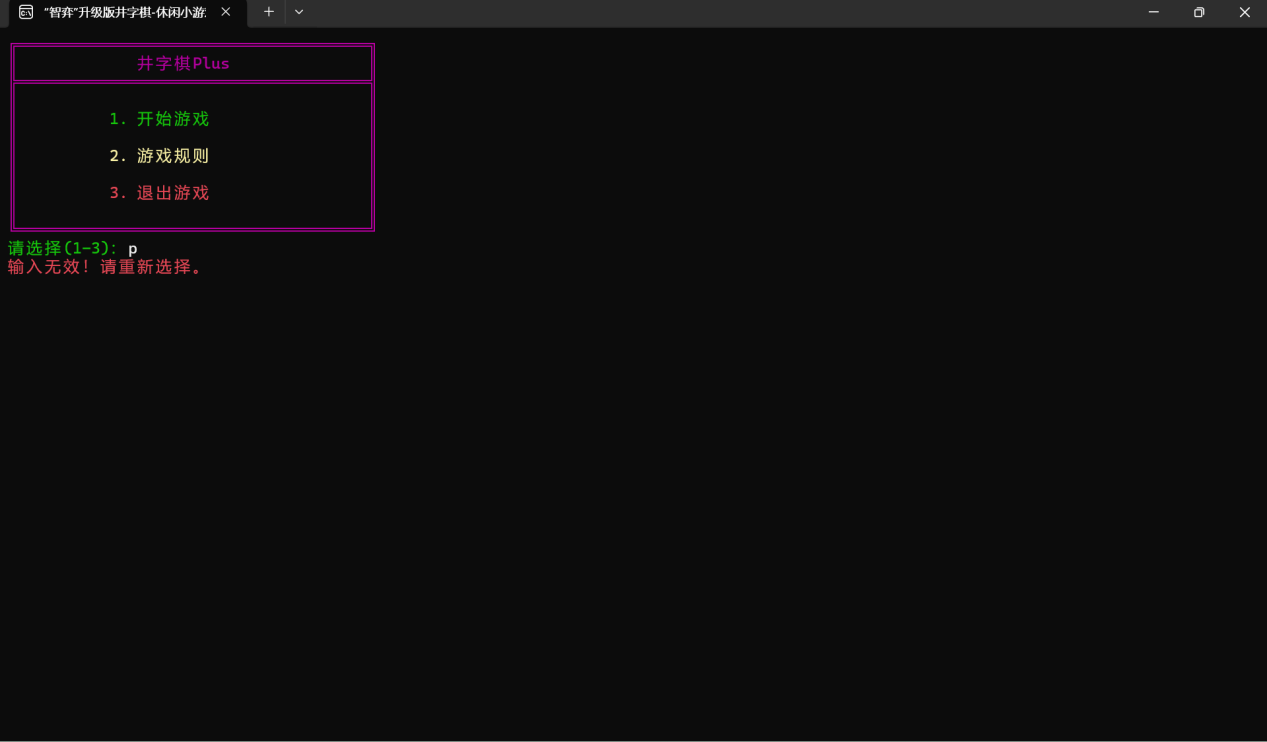 "智弈"升级版井字棋-休闲小游
井字棋Plus
1. 开始游戏
2. 游戏规则
3. 退出游戏
请选择(1-3): p
输入无效! 请重新选择。